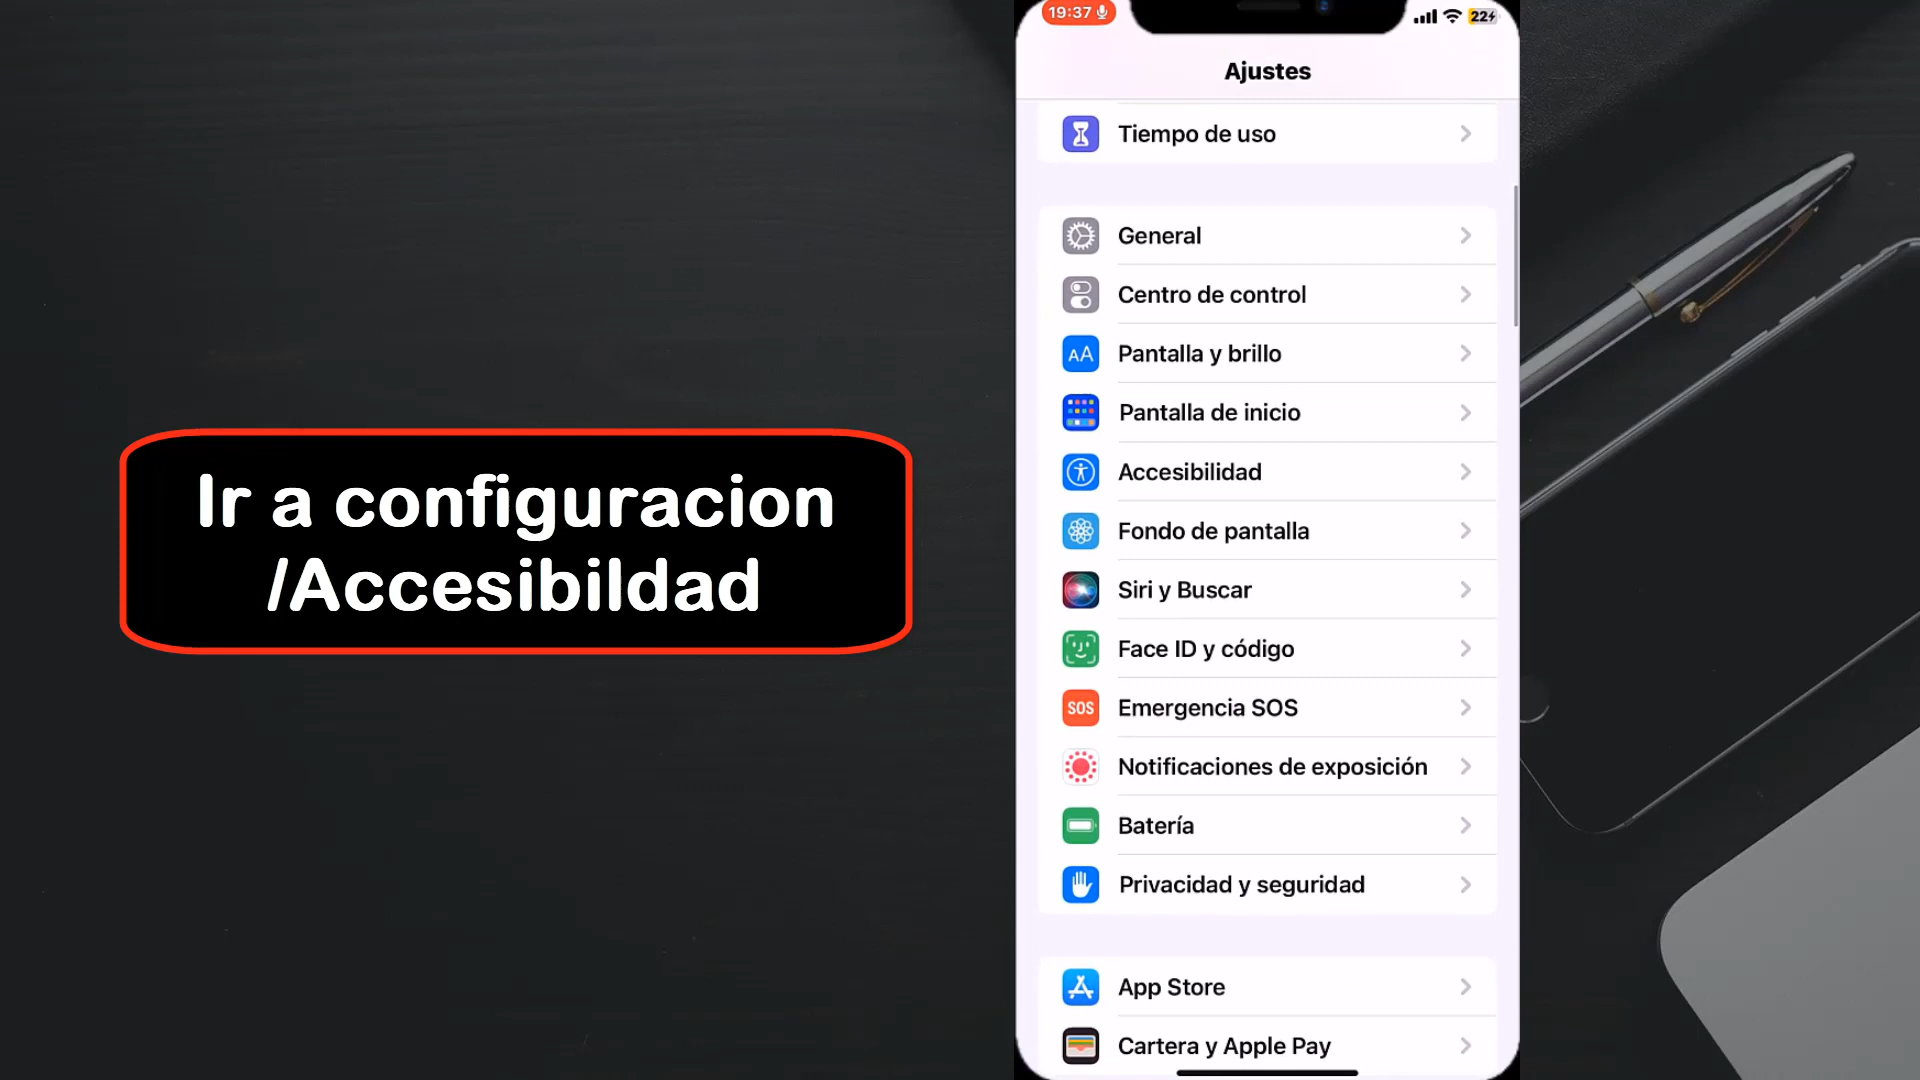 Ir a configuracion
/Accesibildad
19:37
22
Ajustes
Tiempo de uso
General
Centro de control
AA Pantalla y brillo
Pantalla de inicio
Accesibilidad
Fondo de pantalla
Siri y Buscar
Face ID y código
SOS Emergencia SOS
Notificaciones de exposición
Batería
Privacidad y seguridad
App Store
Cartera y Apple Pay